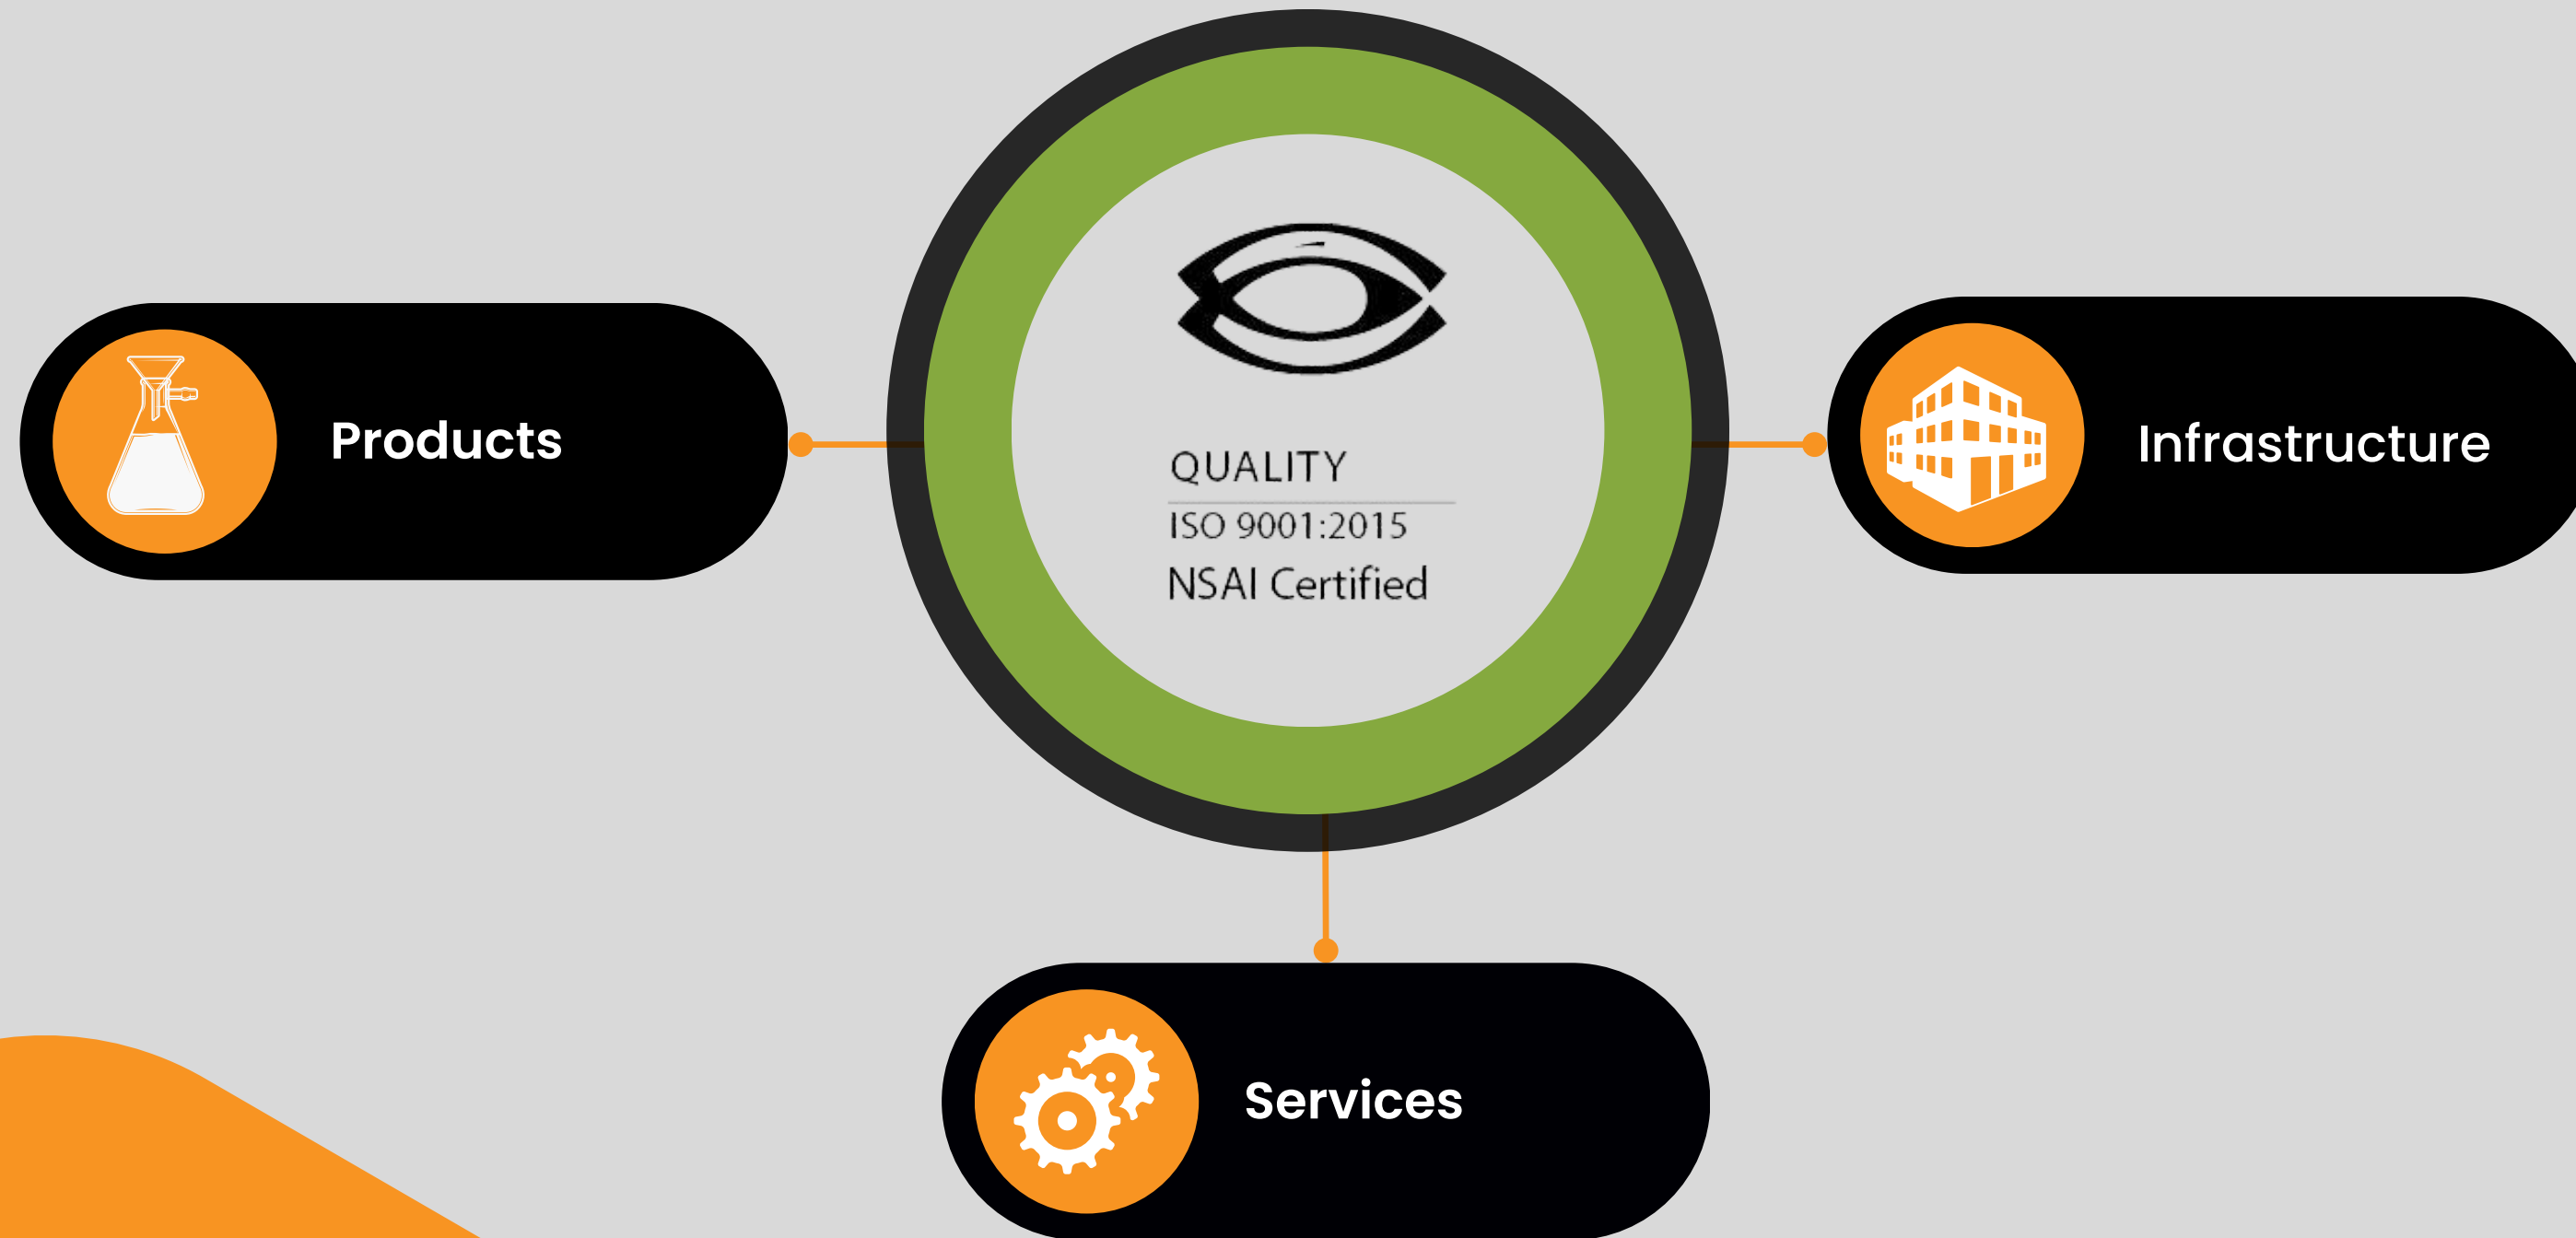 Products
QUALITY
ISO 9001:2015
NSAI Certified
Infrastructure
Services